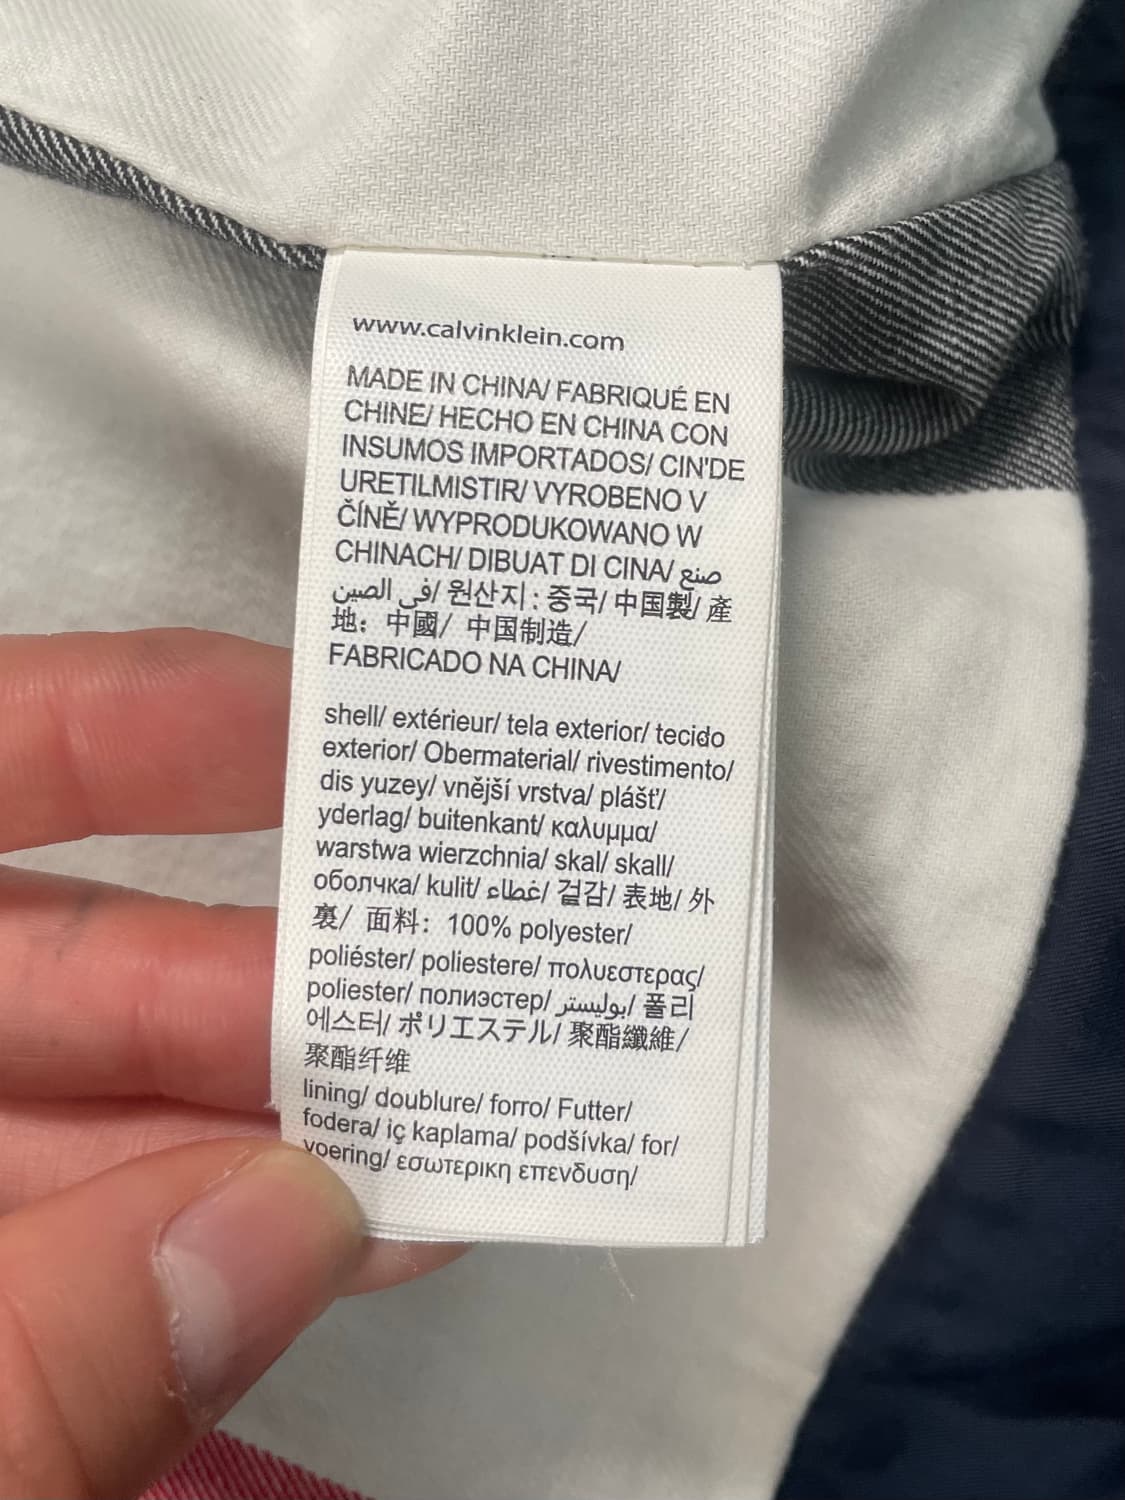 www.calvinklein.com
MADE IN CHINA/ FABRIQUÉ EN
CHINE/ HECHO EN CHINA CON
INSUMOS IMPORTADOS/ CIN'DE
URETILMISTIR/ VYROBENO V
ČÍNĚ/ WYPRODUKOWANO W
CHINACH/ DIBUAT DI CINA/ صنع
فى الصين/ 원산지 : 중국/ 中国製/ 產
地：中國/ 中国制造/
FABRICADO NA CHINA/
shell/ extérieur/ tela exterior/ tecido
exterior/ Obermaterial/ rivestimento/
dis yuzey/ vnější vrstva/ plášť/
yderlag/ buitenkant/ καλυμμα/
warstwa wierzchnia/ skal/ skall/
оболчка/ kulit/ غطاء/ 겉감/ 表地/ 外
裏/ 面料：100% polyester/
poliéster/ poliestere/ πολυεστερας/
poliester/ полиэстер/ بوليستر/ 폴리
에스터/ ポリエステル/ 聚酯纖維/
聚酯纤维
lining/ doublure/ forro/ Futter/
fodera/ iç kaplama/ podšívka/ for/
voering/ εσωτερικη επενδυση/